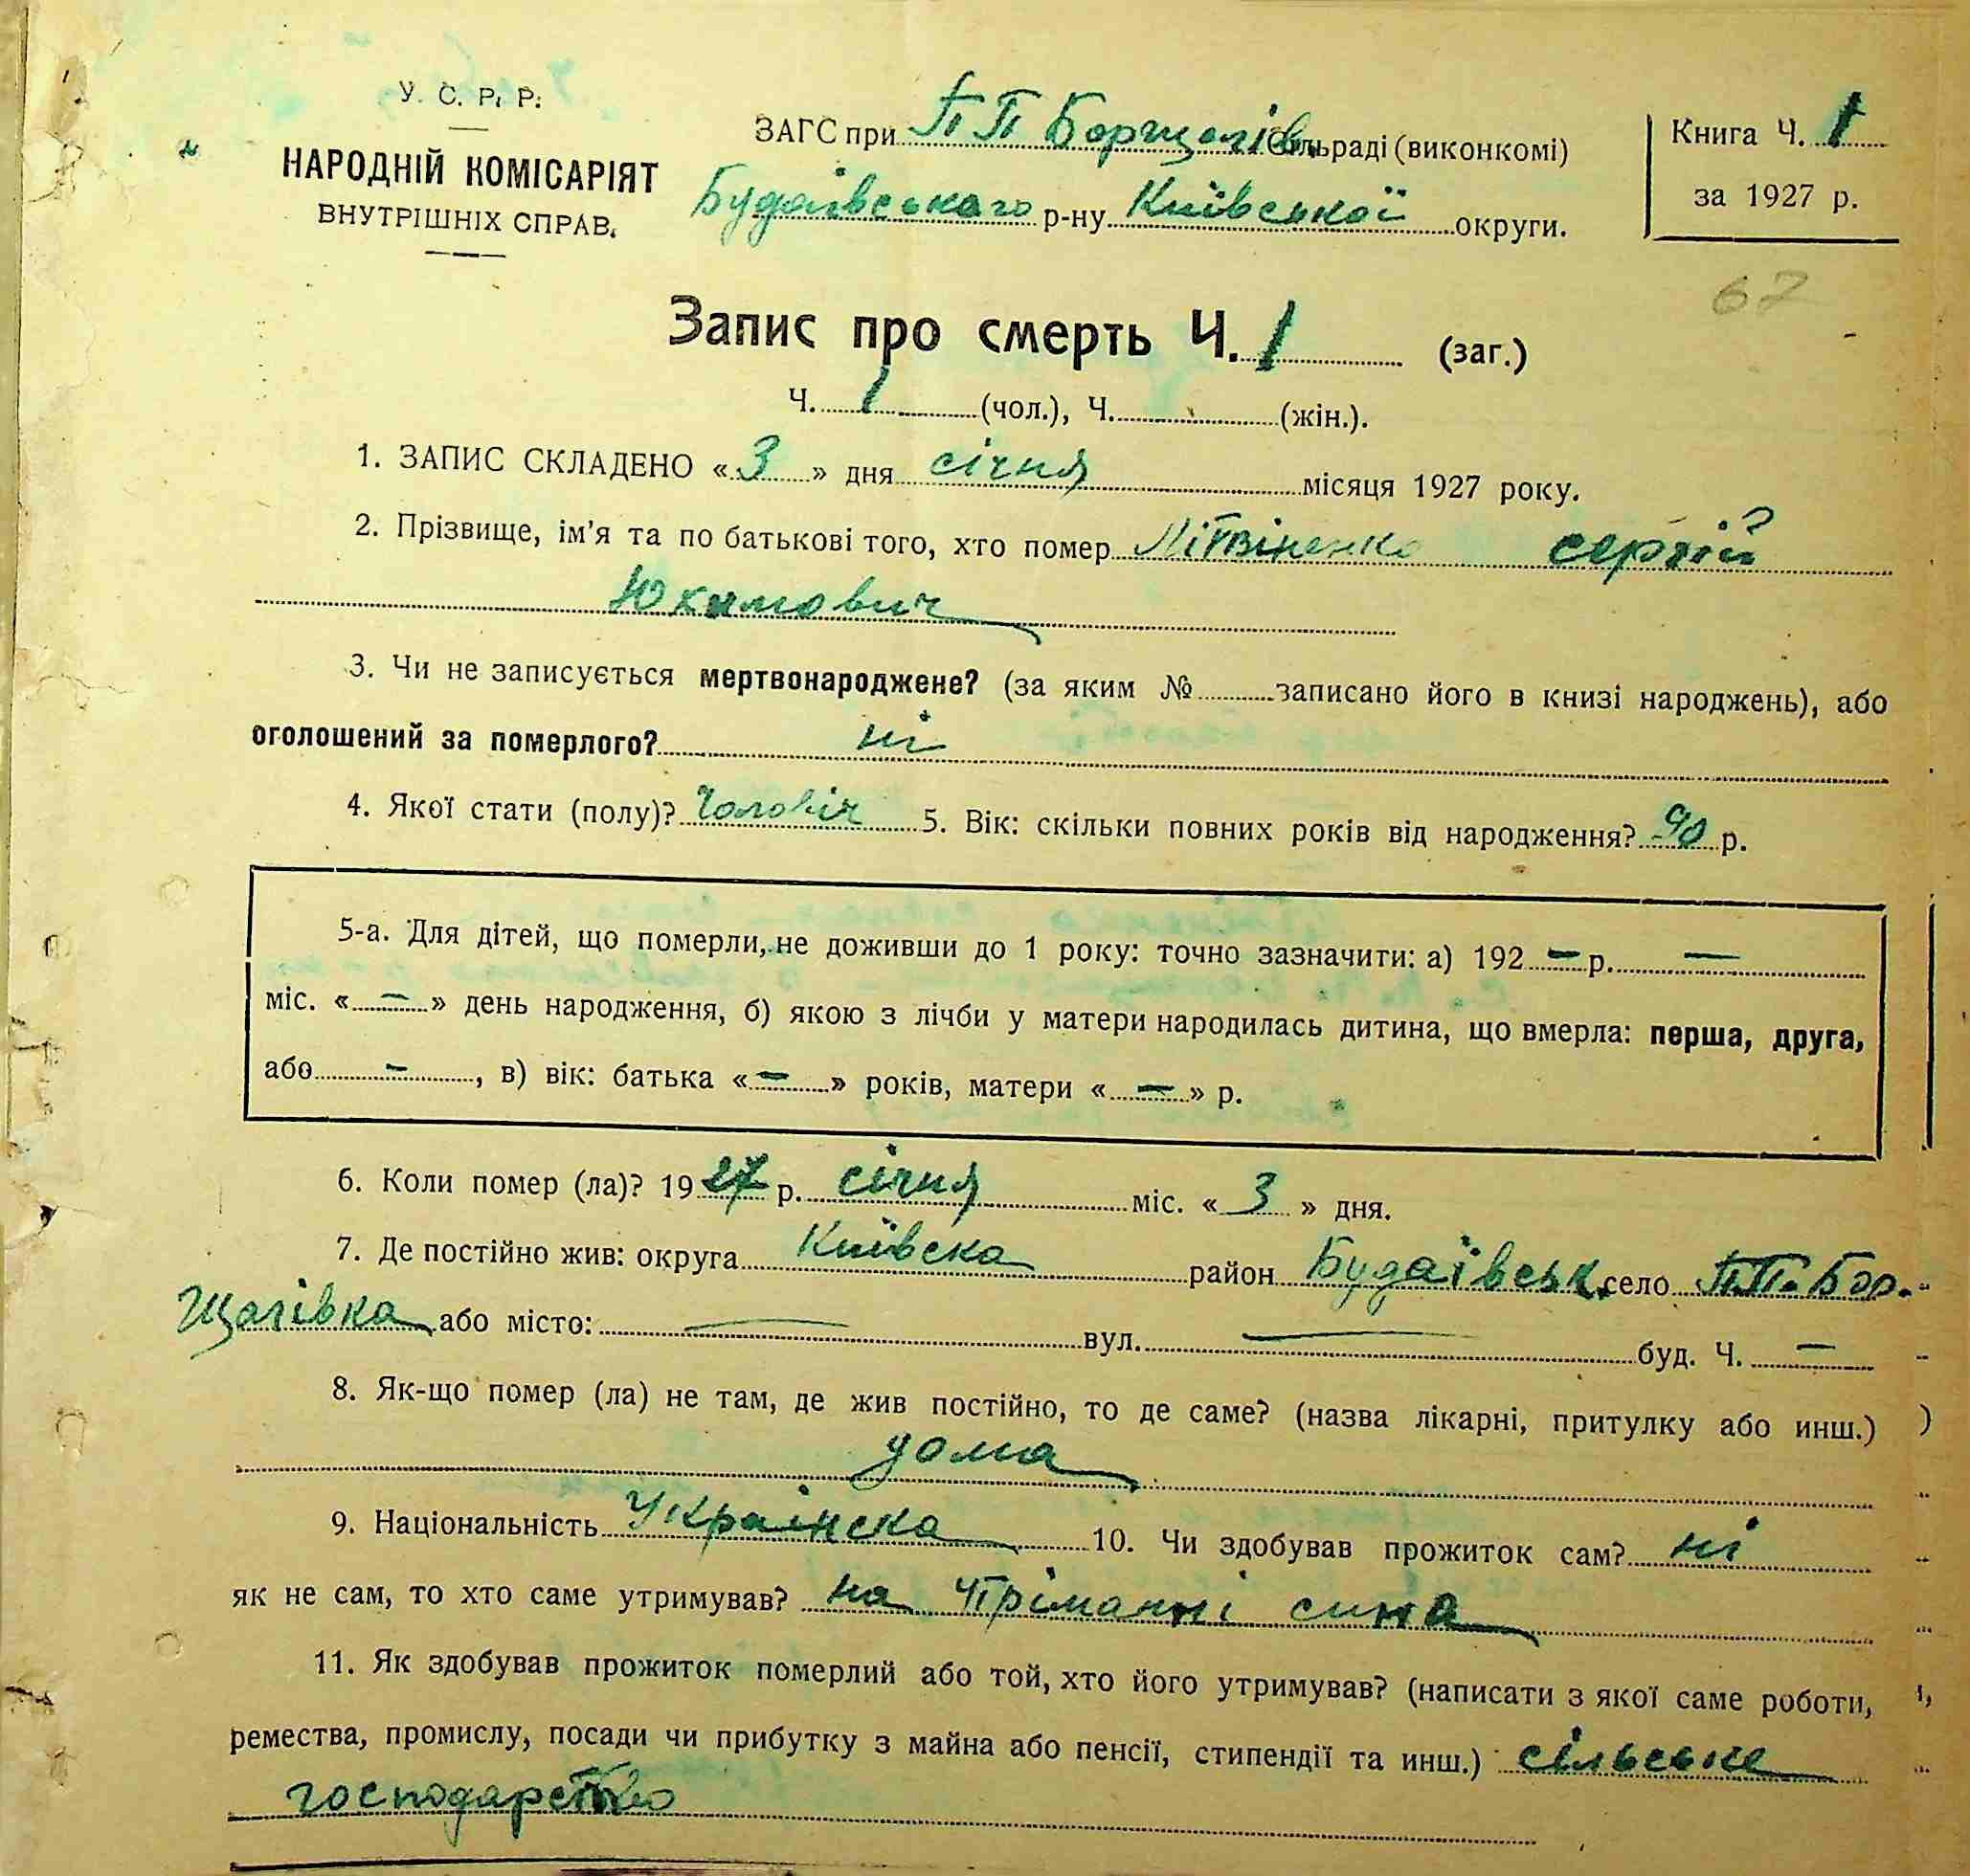 У. С. Р. Р.
НАРОДНІЙ КОМІСАРІЯТ
ВНУТРІШНІХ СПРАВ.
ЗАГС при П П Борщагів. сільраді (виконкомі)
Будаївського р-ну Київської округи.
Книга Ч. 1
за 1927 р.
67
Запис про смерть Ч. 1 (заг.)
Ч. 1 (чол.), Ч. (жін.).
1. ЗАПИС СКЛАДЕНО « 3 » дня січня місяця 1927 року.
2. Прізвище, ім'я та по батькові того, хто помер Літвіненко Сергій
Юхимович
3. Чи не записується мертвонароджене? (за яким № записано його в книзі народжень), або
оголошений за померлого? ні
4. Якої стати (полу)? Чоловіч 5. Вік: скільки повних років від народження? 90 р.
5-а. Для дітей, що померли, не доживши до 1 року: точно зазначити: а) 192 — р. —
міс. « — » день народження, б) якою з лічби у матери народилась дитина, що вмерла: перша, друга,
або — , в) вік: батька « — » років, матери « — » р.
6. Коли помер (ла)? 19 27 р. січня міс. « 3 » дня.
7. Де постійно жив: округа Київска район Будаївськ. село П.П. Бор-
щагівка або місто: — вул. — буд. Ч. —
8. Як-що помер (ла) не там, де жив постійно, то де саме? (назва лікарні, притулку або инш.)
дома
9. Національність Українска 10. Чи здобував прожиток сам? ні
як не сам, то хто саме утримував? на утріманні сина
11. Як здобував прожиток померлий або той, хто його утримував? (написати з якої саме роботи,
ремества, промислу, посади чи прибутку з майна або пенсії, стипендії та инш.) сільське
господарство